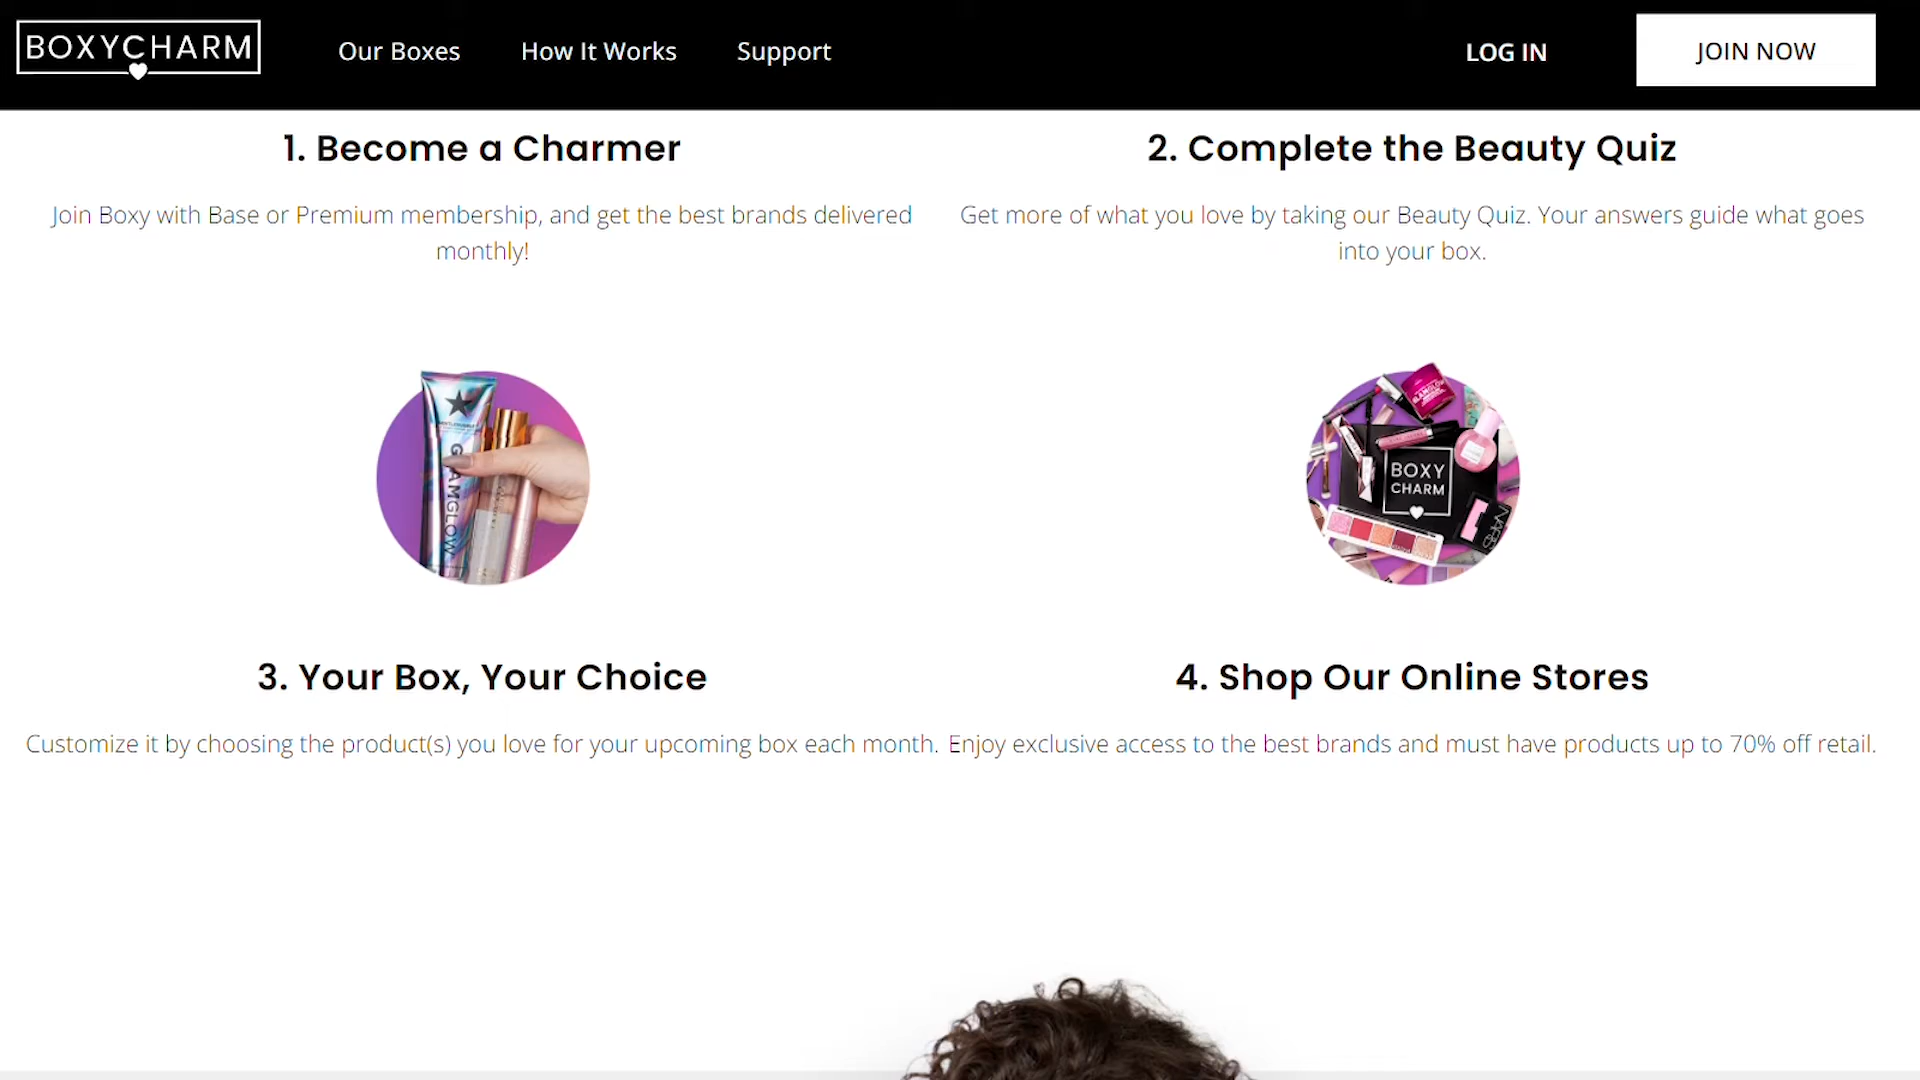 BOXYCHARM
Our Boxes
How It Works
Support
LOG IN
JOIN NOW
1. Become a Charmer
Join Boxy with Base or Premium membership, and get the best brands delivered
monthly!
2. Complete the Beauty Quiz
Get more of what you love by taking our Beauty Quiz. Your answers guide what goes
into your box.
GLAMGLOW
GLAMGLOW
BOXY
CHARM
NARS
3. Your Box, Your Choice
Customize it by choosing the product(s) you love for your upcoming box each month.
4. Shop Our Online Stores
Enjoy exclusive access to the best brands and must have products up to 70% off retail.